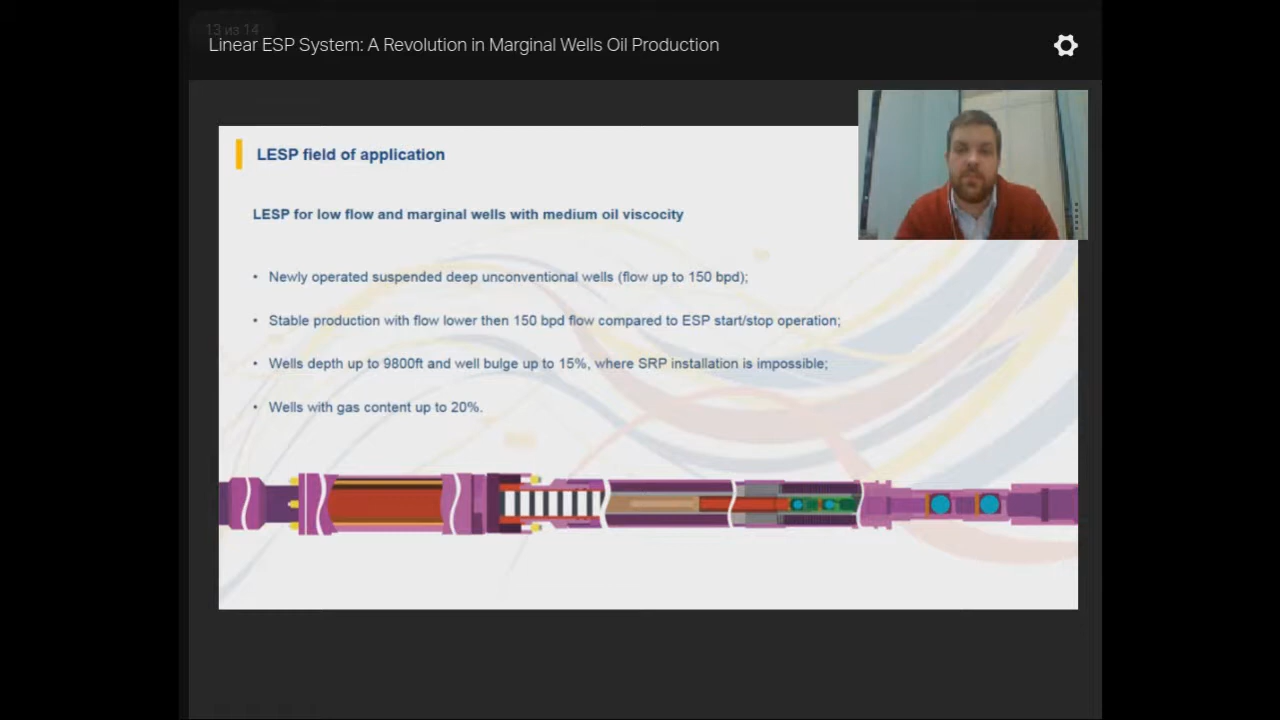 13 из 14
Linear ESP System: A Revolution in Marginal Wells Oil Production
LESP field of application
LESP for low flow and marginal wells with medium oil viscocity
• Newly operated suspended deep unconventional wells (flow up to 150 bpd);
• Stable production with flow lower then 150 bpd flow compared to ESP start/stop operation;
• Wells depth up to 9800ft and well bulge up to 15%, where SRP installation is impossible;
• Wells with gas content up to 20%.